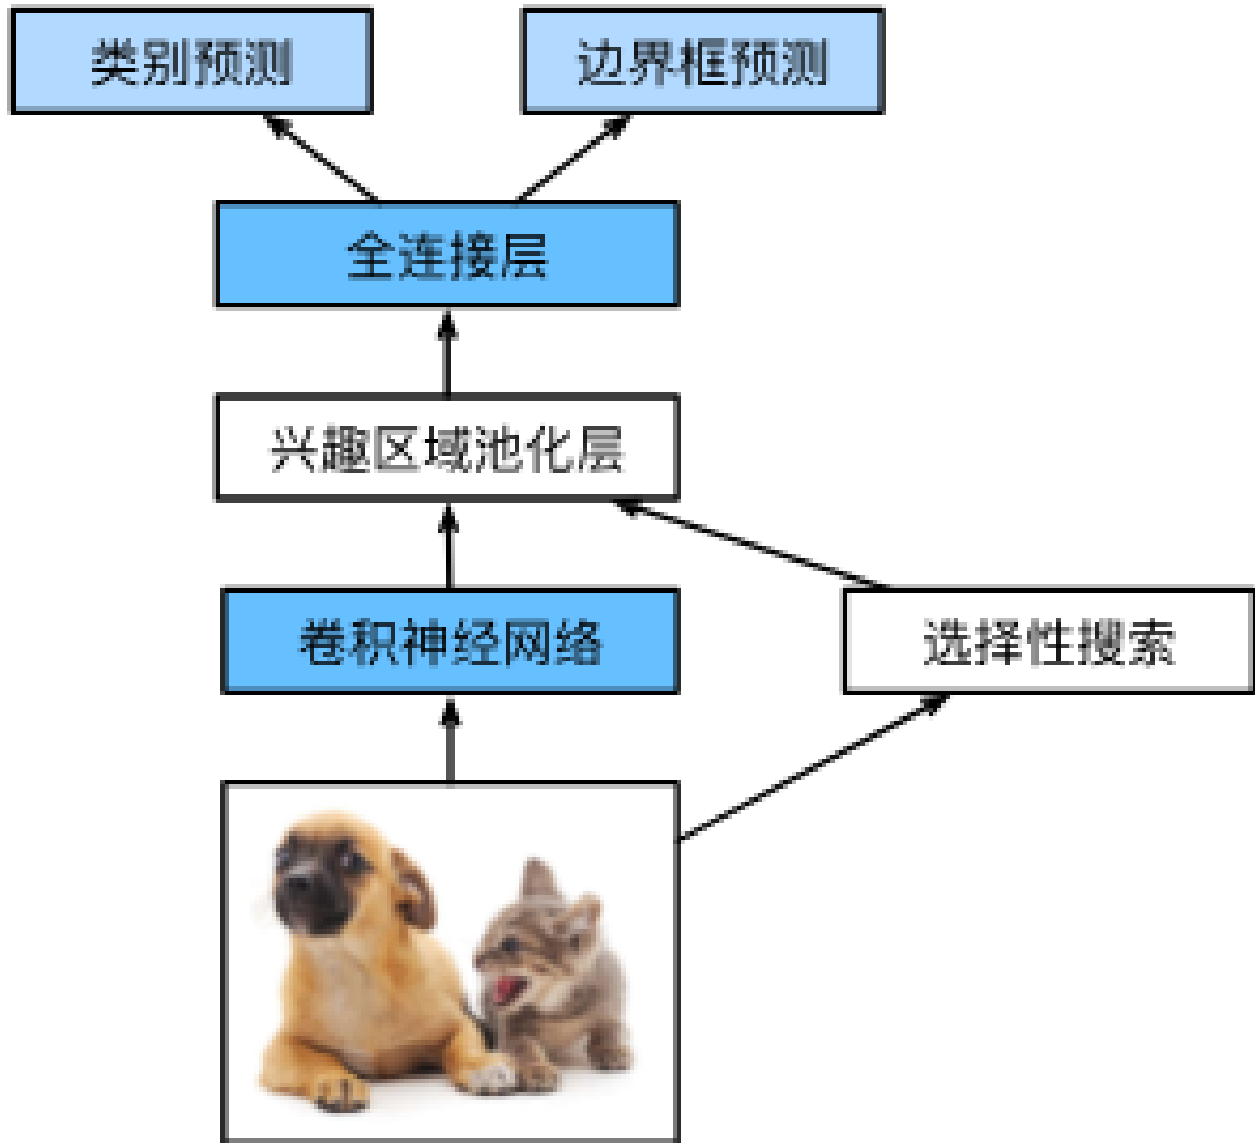 类别预测
边界框预测
全连接层
兴趣区域池化层
卷积神经网络
选择性搜索